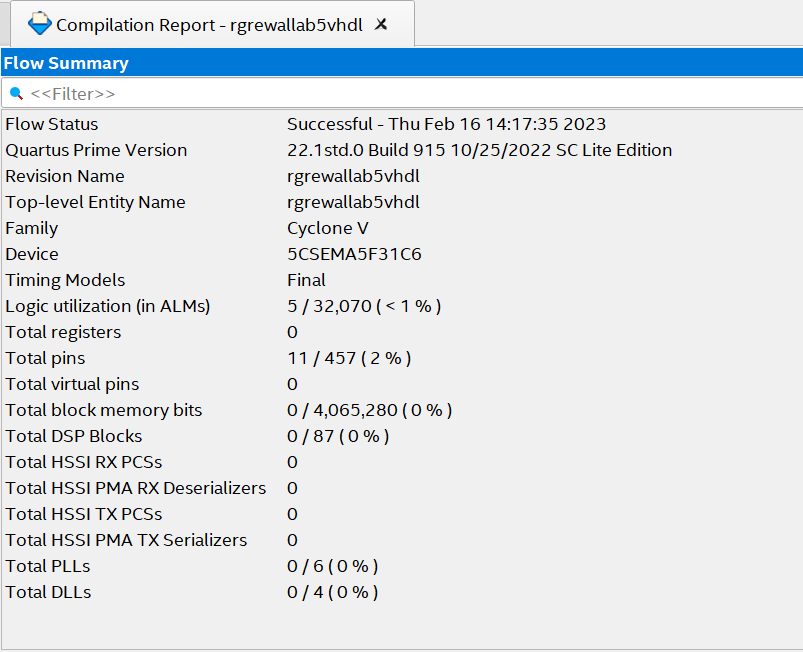 Compilation Report - rgrewallab5vhdl
Flow Summary
<<Filter>>
Flow Status Successful - Thu Feb 16 14:17:35 2023
Quartus Prime Version 22.1std.0 Build 915 10/25/2022 SC Lite Edition
Revision Name rgrewallab5vhdl
Top-level Entity Name rgrewallab5vhdl
Family Cyclone V
Device 5CSEMA5F31C6
Timing Models Final
Logic utilization (in ALMs) 5 / 32,070 ( < 1 % )
Total registers 0
Total pins 11 / 457 ( 2 % )
Total virtual pins 0
Total block memory bits 0 / 4,065,280 ( 0 % )
Total DSP Blocks 0 / 87 ( 0 % )
Total HSSI RX PCSs 0
Total HSSI PMA RX Deserializers 0
Total HSSI TX PCSs 0
Total HSSI PMA TX Serializers 0
Total PLLs 0 / 6 ( 0 % )
Total DLLs 0 / 4 ( 0 % )